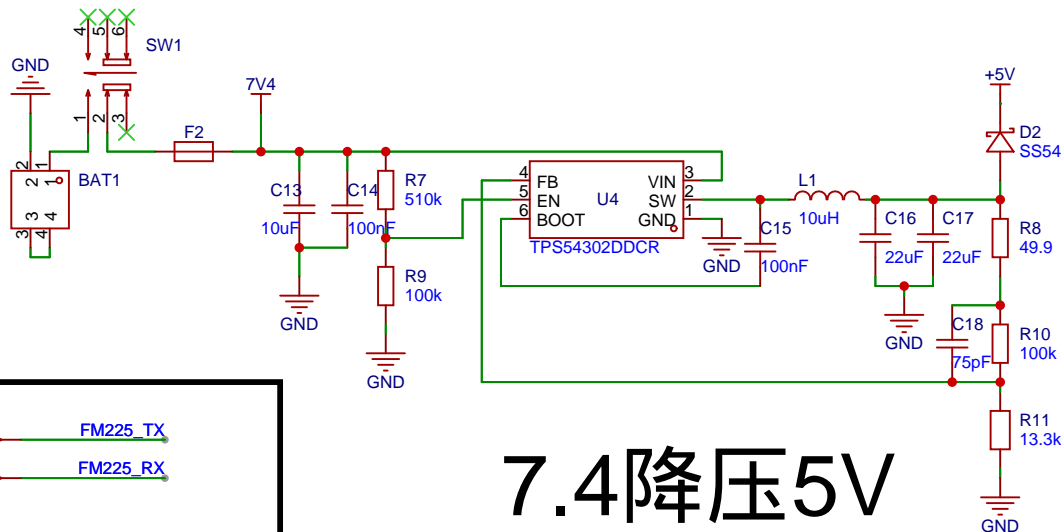 4
5
6
SW1
GND
7V4
+5V
1
2
3
F2
D2
SS54
2
1
2
1
BAT1
3
4
3
4
C13
10uF
C14
100nF
R7
510k
4
FB
VIN
3
5
EN
U4
SW
2
6
BOOT
GND
1
TPS54302DDCR
L1
10uH
C15
100nF
C16
22uF
C17
22uF
R8
49.9
R9
100k
GND
GND
GND
GND
C18
75pF
R10
100k
R11
13.3k
GND
FM225_TX
FM225_RX
7.4降压5V